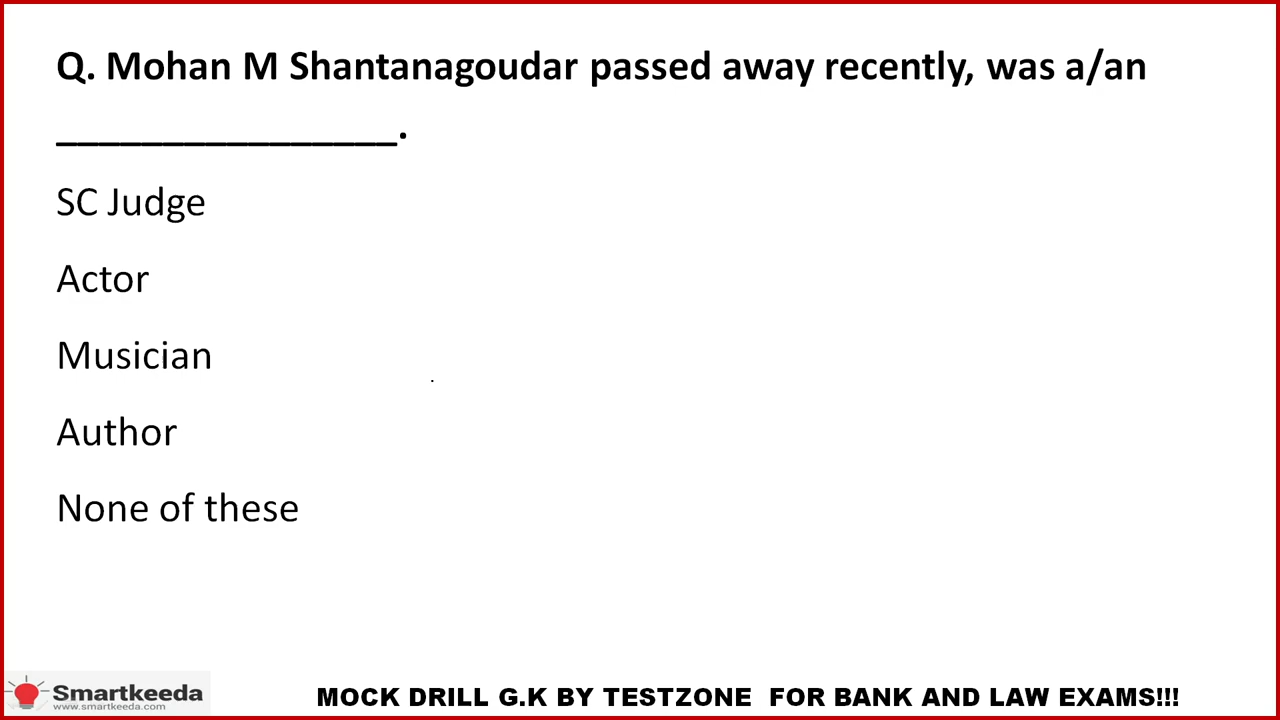 Q. Mohan M Shantanagoudar passed away recently, was a/an
________________.
SC Judge
Actor
Musician
Author
None of these
Smartkeeda
www.smartkeeda.com
MOCK DRILL G.K BY TESTZONE FOR BANK AND LAW EXAMS!!!